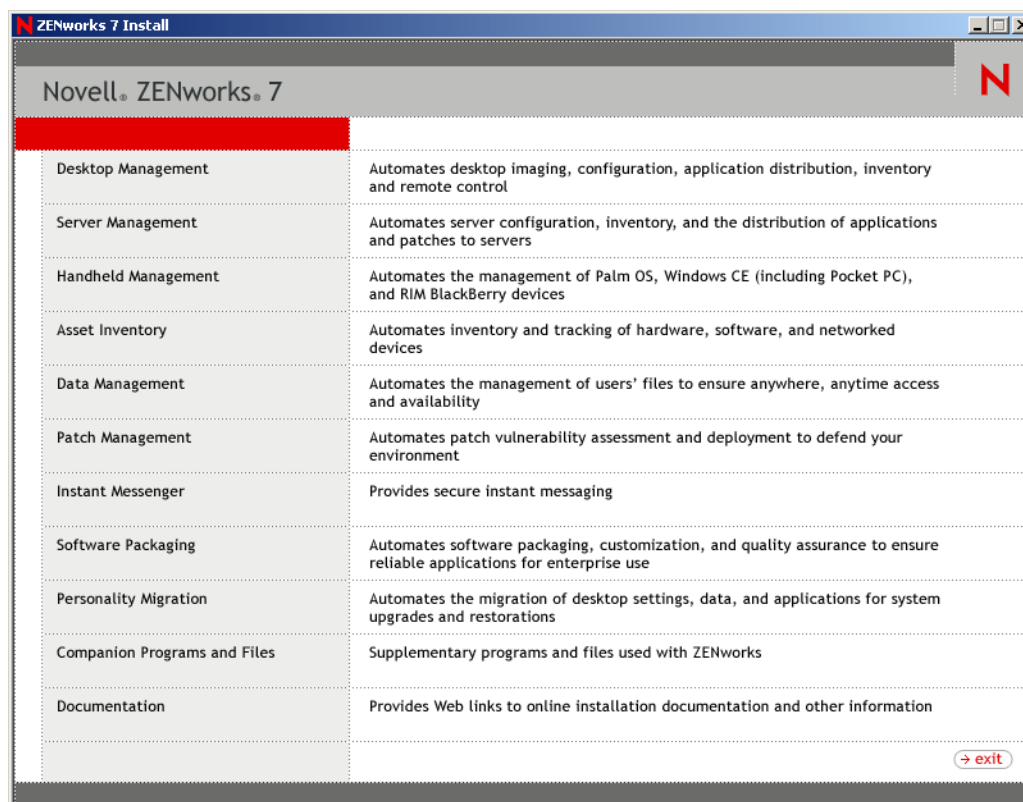 ZENworks 7 Install
Novell® ZENworks® 7
N
Desktop Management
Automates desktop imaging, configuration, application distribution, inventory
and remote control
Server Management
Automates server configuration, inventory, and the distribution of applications
and patches to servers
Handheld Management
Automates the management of Palm OS, Windows CE (including Pocket PC),
and RIM BlackBerry devices
Asset Inventory
Automates inventory and tracking of hardware, software, and networked
devices
Data Management
Automates the management of users’ files to ensure anywhere, anytime access
and availability
Patch Management
Automates patch vulnerability assessment and deployment to defend your
environment
Instant Messenger
Provides secure instant messaging
Software Packaging
Automates software packaging, customization, and quality assurance to ensure
reliable applications for enterprise use
Personality Migration
Automates the migration of desktop settings, data, and applications for system
upgrades and restorations
Companion Programs and Files
Supplementary programs and files used with ZENworks
Documentation
Provides Web links to online installation documentation and other information
exit